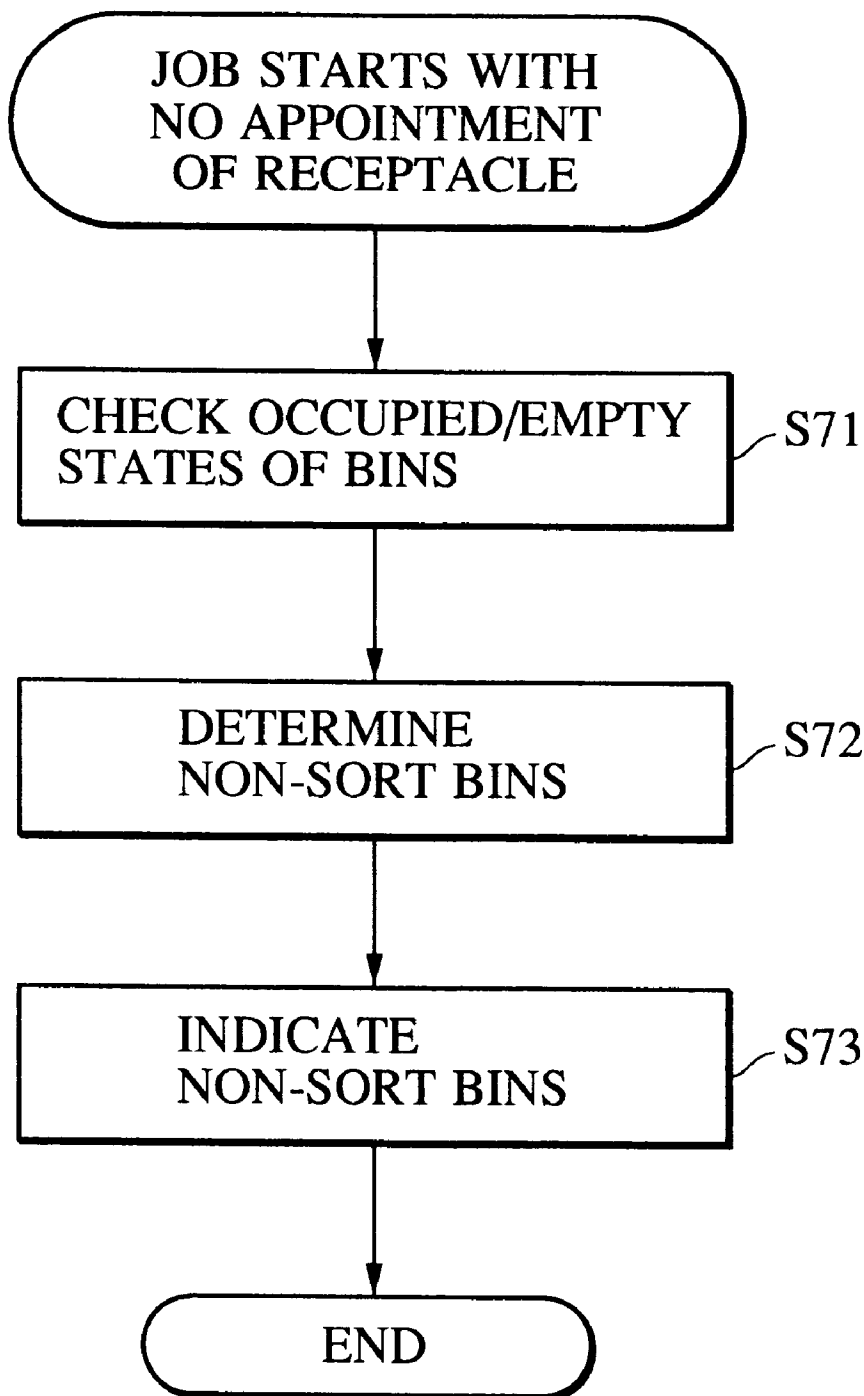 JOB STARTS WITH
NO APPOINTMENT
OF RECEPTACLE
CHECK OCCUPIED/EMPTY
STATES OF BINS
S71
DETERMINE
NON-SORT BINS
S72
INDICATE
NON-SORT BINS
S73
END